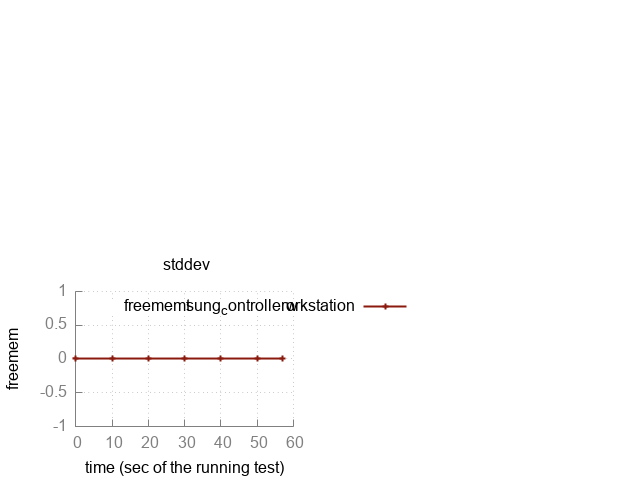 stddev
1
0.5
0
-0.5
-1
freemem
freememtsung_controllerworkstation
0 10 20 30 40 50 60
time (sec of the running test)